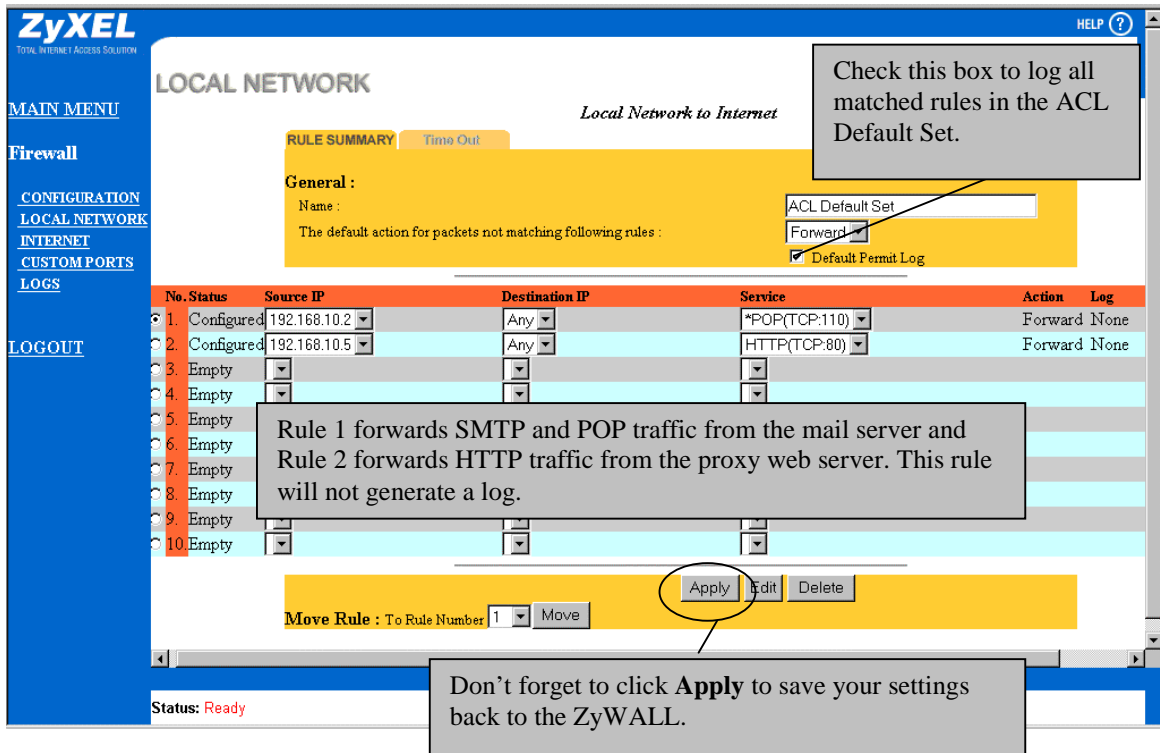 ZyXEL
TOTAL INTERNET ACCESS SOLUTION
HELP ?
MAIN MENU
Firewall
CONFIGURATION
LOCAL NETWORK
INTERNET
CUSTOM PORTS
LOGS
LOGOUT
LOCAL NETWORK
Local Network to Internet
Check this box to log all
matched rules in the ACL
Default Set.
RULE SUMMARY Time Out
General :
Name : ACL Default Set
The default action for packets not matching following rules : Forward
Default Permit Log
No. Status Source IP Destination IP Service Action Log
1. Configured 192.168.10.2 Any *POP(TCP:110) Forward None
2. Configured 192.168.10.5 Any HTTP(TCP:80) Forward None
3. Empty
4. Empty
5. Empty
6. Empty
7. Empty
8. Empty
9. Empty
10. Empty
Rule 1 forwards SMTP and POP traffic from the mail server and
Rule 2 forwards HTTP traffic from the proxy web server. This rule
will not generate a log.
Apply Edit Delete
Move Rule : To Rule Number 1 Move
Don’t forget to click Apply to save your settings
back to the ZyWALL.
Status: Ready